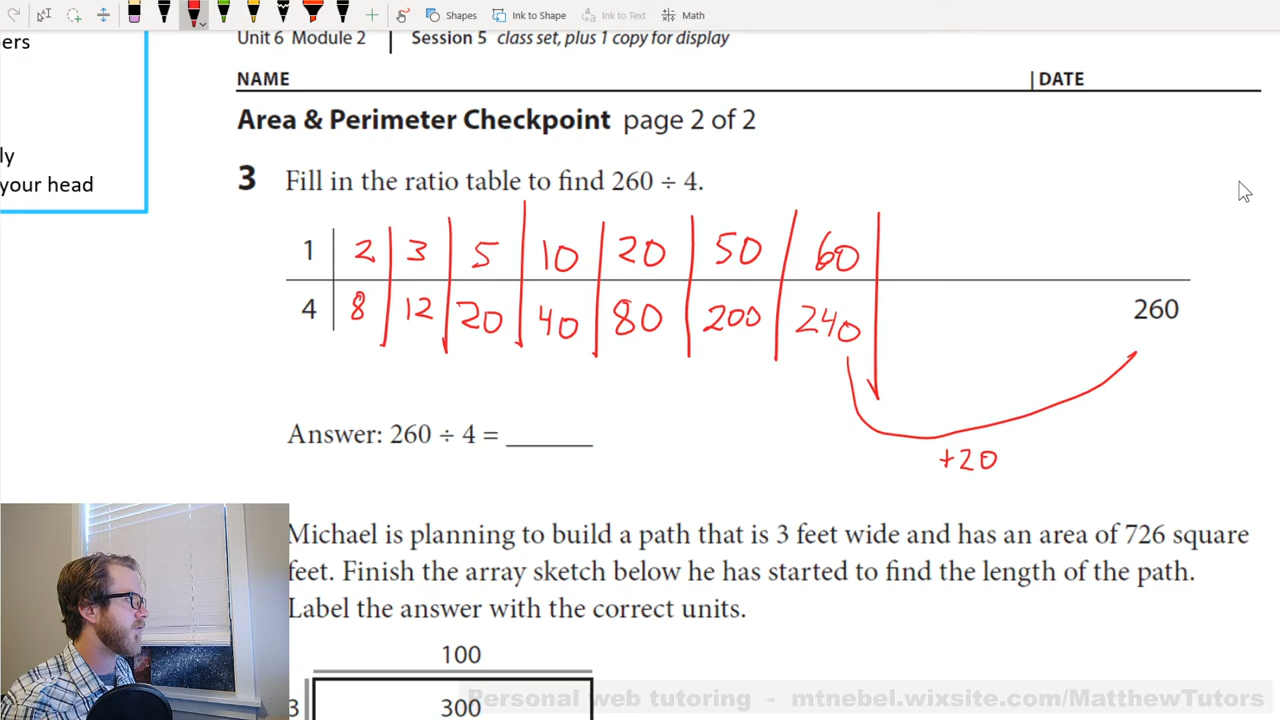 Shapes Ink to Shape Ink to Text Math
ers
Unit 6 Module 2 Session 5 class set, plus 1 copy for display
NAME DATE
Area & Perimeter Checkpoint page 2 of 2
ly
your head
3 Fill in the ratio table to find 260 ÷ 4.
1 2 3 5 10 20 50 60
4 8 12 20 40 80 200 240 260
Answer: 260 ÷ 4 = ______
+20
Michael is planning to build a path that is 3 feet wide and has an area of 726 square
feet. Finish the array sketch below he has started to find the length of the path.
Label the answer with the correct units.
100
3 300
Personal web tutoring - mtnebel.wixsite.com/MatthewTutors